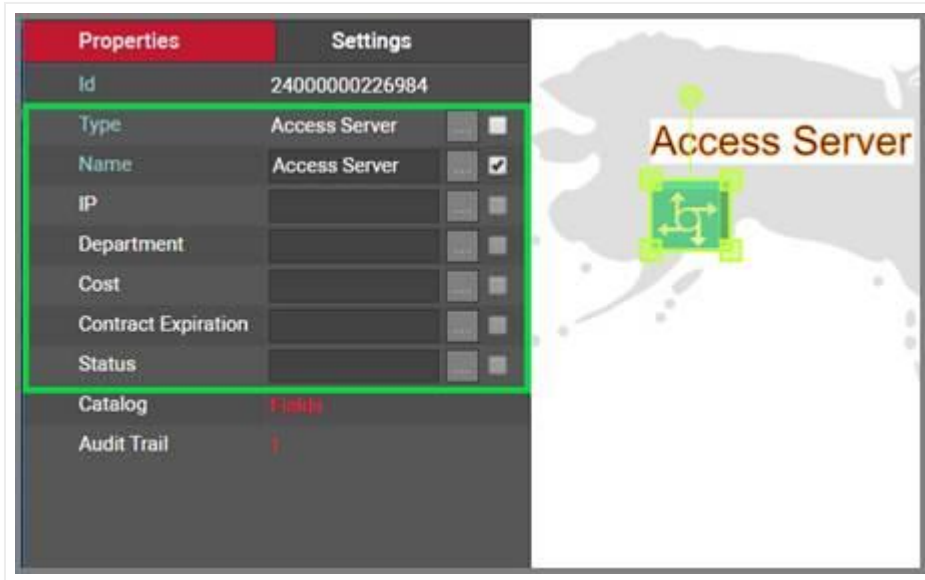 Properties Settings
Id 24000000226984
Type Access Server ...
Name Access Server ...
IP ...
Department ...
Cost ...
Contract Expiration ...
Status ...
Catalog Fields
Audit Trail 1
Access Server